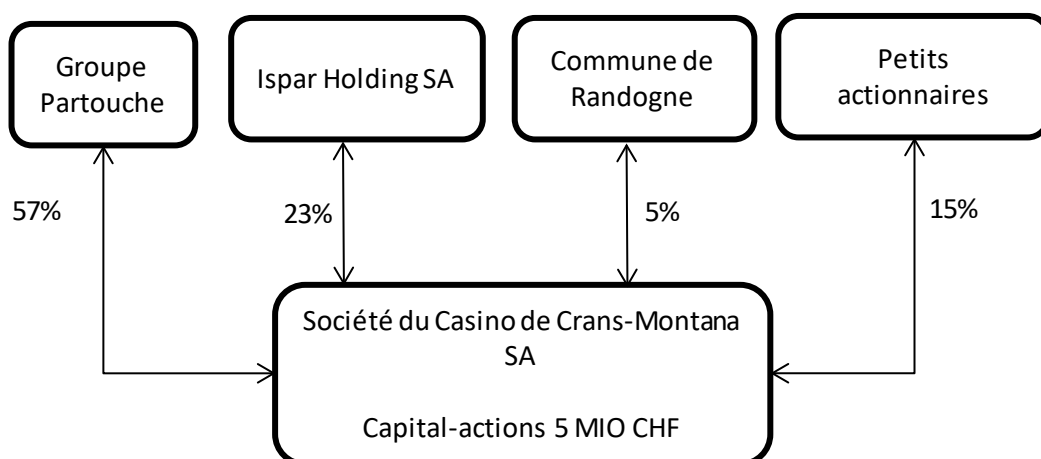 Groupe
Partouche
Ispar Holding SA
Commune de
Randogne
Petits
actionnaires
57%
23%
5%
15%
Société du Casino de Crans-Montana
SA
Capital-actions 5 MIO CHF